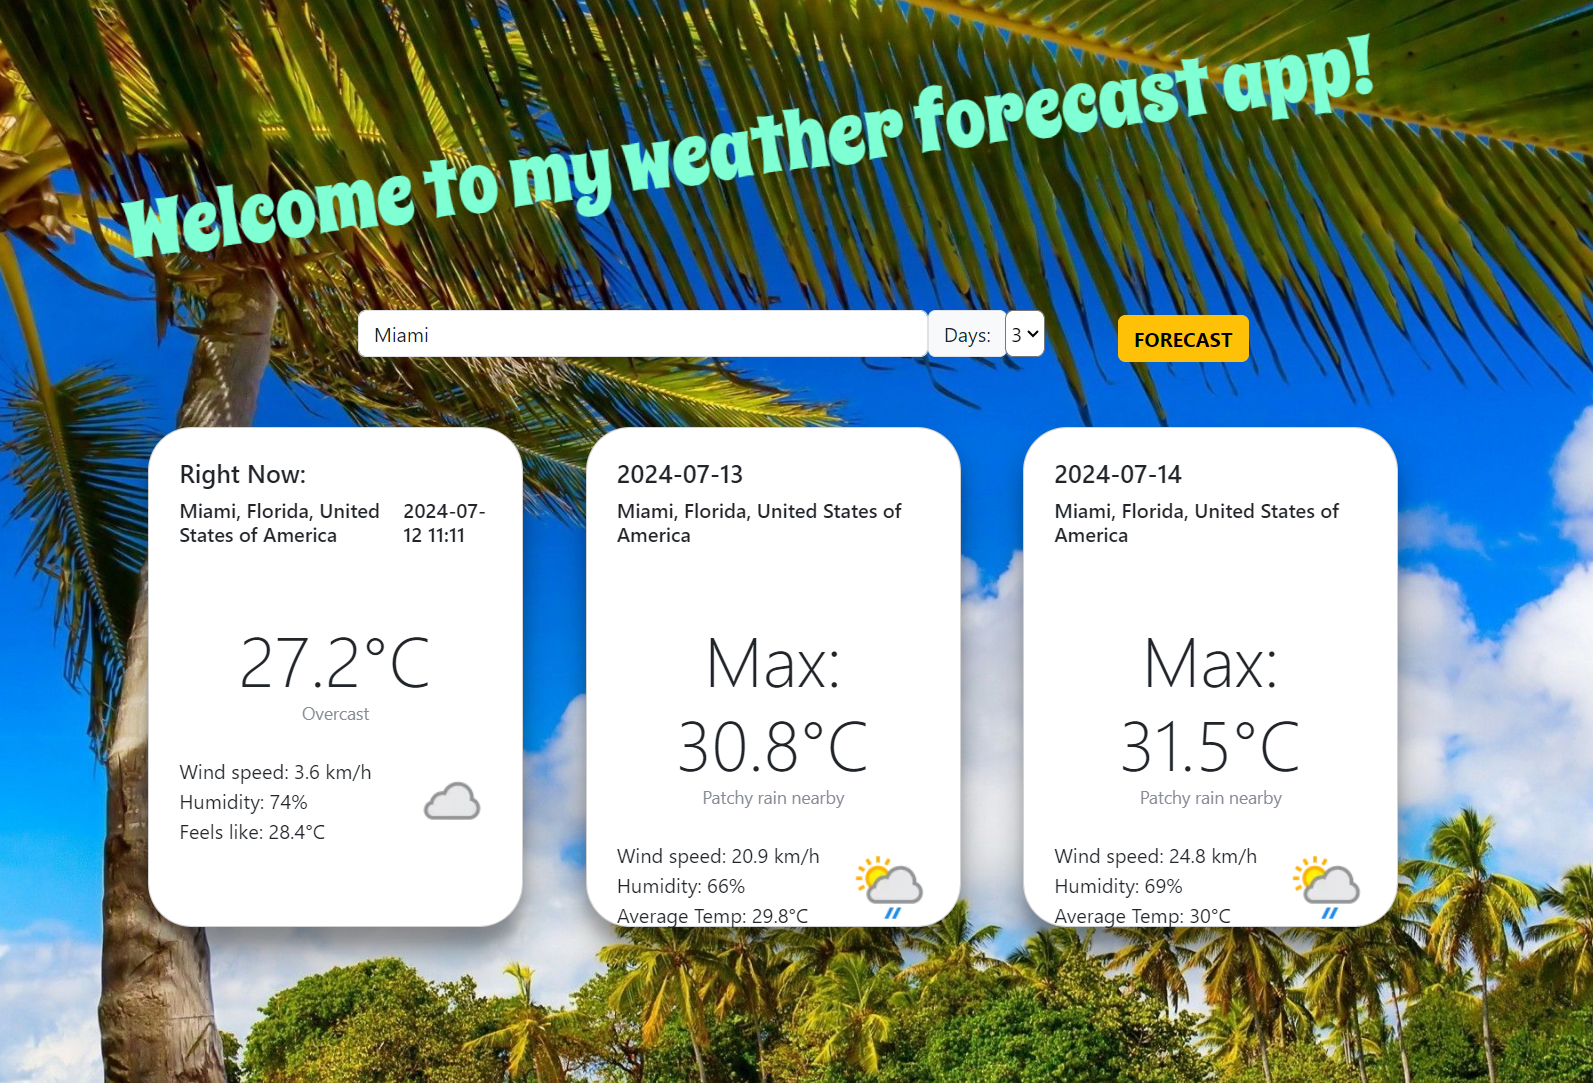 Welcome to my weather forecast app!
Miami
Days:
3
FORECAST
Right Now:
Miami, Florida, United
States of America
2024-07-
12 11:11
27.2°C
Overcast
Wind speed: 3.6 km/h
Humidity: 74%
Feels like: 28.4°C
2024-07-13
Miami, Florida, United States of
America
Max:
30.8°C
Patchy rain nearby
Wind speed: 20.9 km/h
Humidity: 66%
Average Temp: 29.8°C
2024-07-14
Miami, Florida, United States of
America
Max:
31.5°C
Patchy rain nearby
Wind speed: 24.8 km/h
Humidity: 69%
Average Temp: 30°C